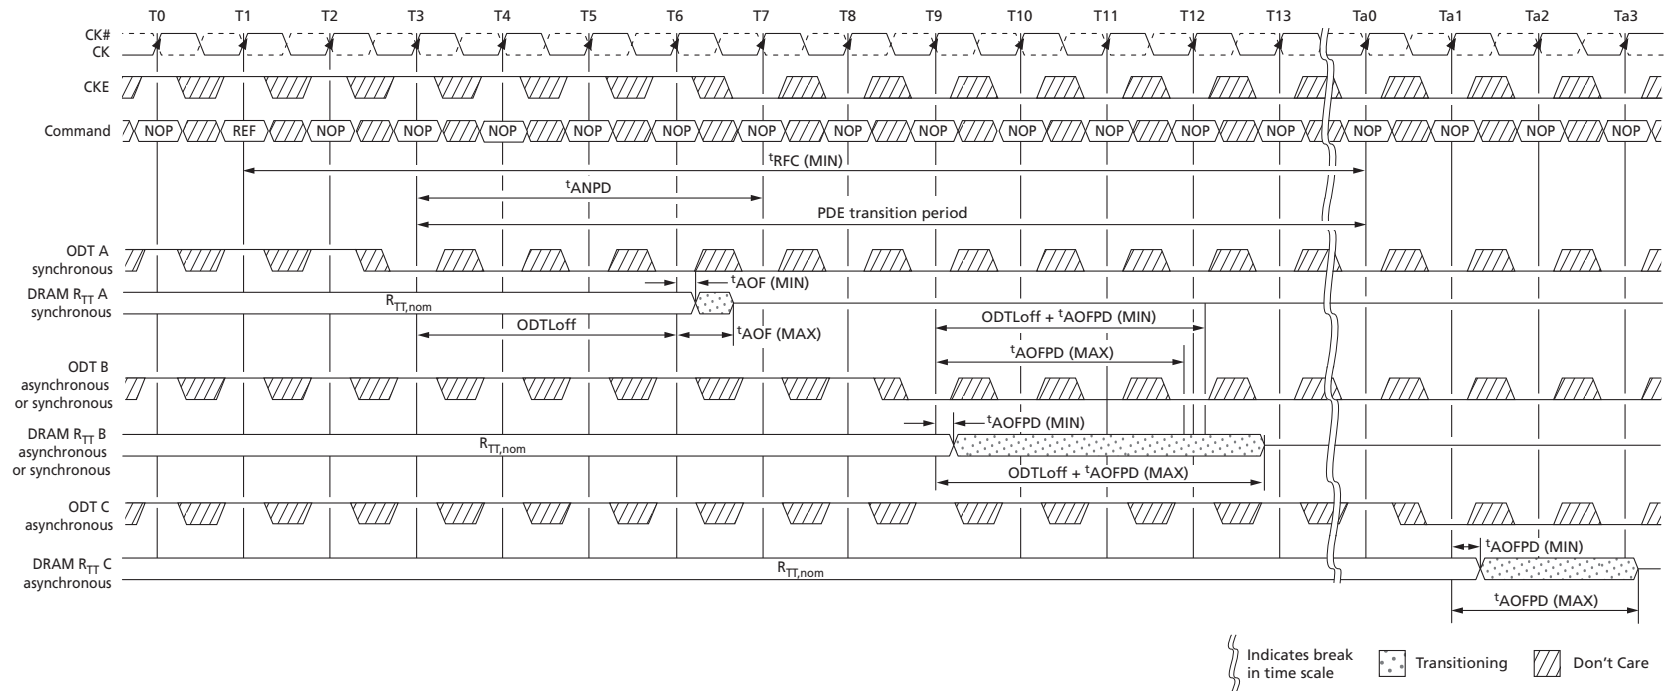 T0 T1 T2 T3 T4 T5 T6 T7 T8 T9 T10 T11 T12 T13 Ta0 Ta1 Ta2 Ta3
CK#
CK
CKE
Command NOP REF NOP NOP NOP NOP NOP NOP NOP NOP NOP NOP NOP NOP NOP NOP NOP NOP
tRFC (MIN)
tANPD
PDE transition period
ODT A
synchronous
tAOF (MIN)
DRAM RTT A
synchronous
RTT,nom
ODTLoff
tAOF (MAX)
ODTLoff + tAOFPD (MIN)
tAOFPD (MAX)
ODT B
asynchronous
or synchronous
tAOFPD (MIN)
DRAM RTT B
asynchronous
or synchronous
RTT,nom
ODTLoff + tAOFPD (MAX)
ODT C
asynchronous
tAOFPD (MIN)
DRAM RTT C
asynchronous
RTT,nom
tAOFPD (MAX)
Indicates break
in time scale
Transitioning
Don't Care